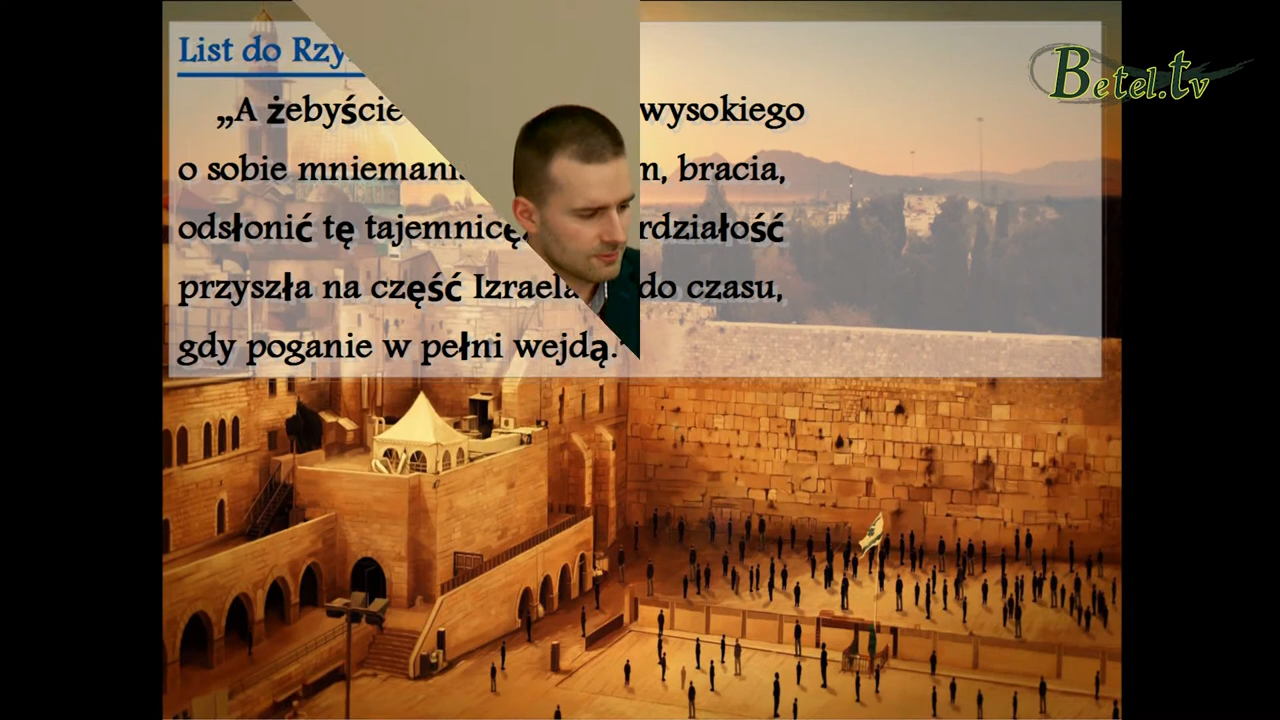 List do Rzy
„A żebyście wysokiego
o sobie mniemani m, bracia,
odsłonić tę tajemnicę rdziałość
przyszła na część Izraela do czasu,
gdy poganie w pełni wejdą.”
Betel.tv